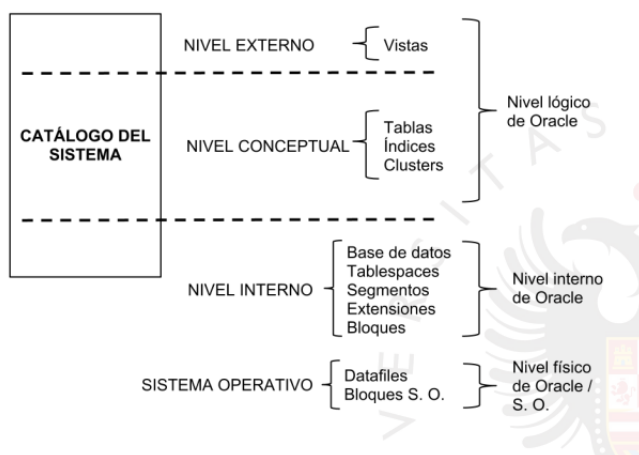 NIVEL EXTERNO
Vistas
CATÁLOGO DEL
SISTEMA
NIVEL CONCEPTUAL
Tablas
Índices
Clusters
Nivel lógico
de Oracle
NIVEL INTERNO
Base de datos
Tablespaces
Segmentos
Extensiones
Bloques
Nivel interno
de Oracle
SISTEMA OPERATIVO
Datafiles
Bloques S. O.
Nivel físico
de Oracle /
S. O.
VERSITAS